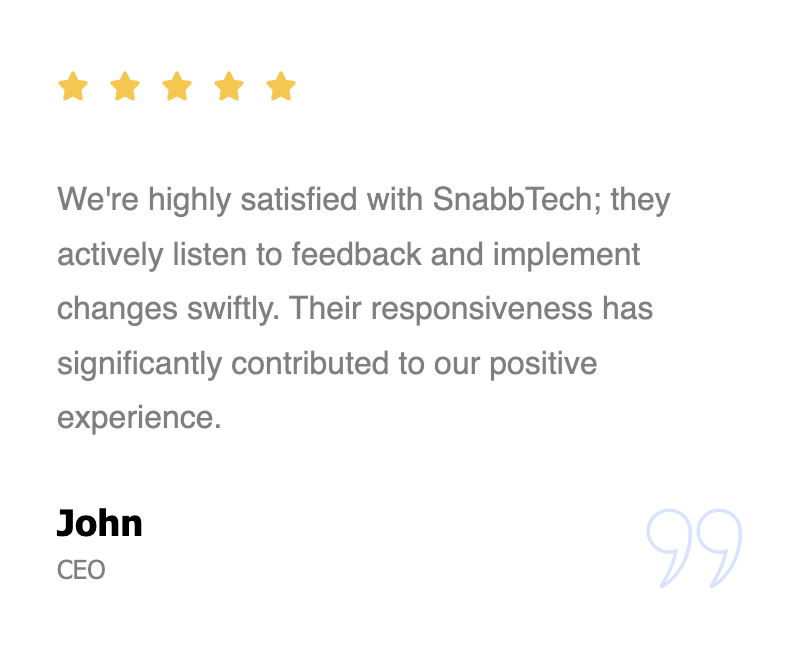 We're highly satisfied with SnabbTech; they
actively listen to feedback and implement
changes swiftly. Their responsiveness has
significantly contributed to our positive
experience.
John
CEO